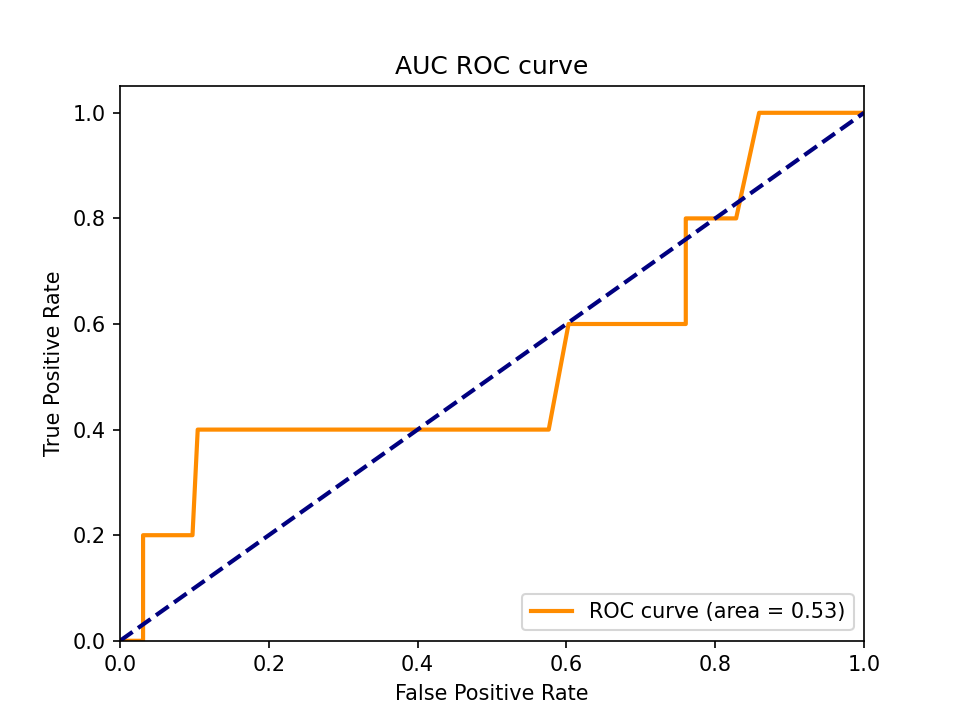 AUC ROC curve
True Positive Rate
1.0
0.8
0.6
0.4
0.2
0.0
ROC curve (area = 0.53)
0.0 0.2 0.4 0.6 0.8 1.0
False Positive Rate